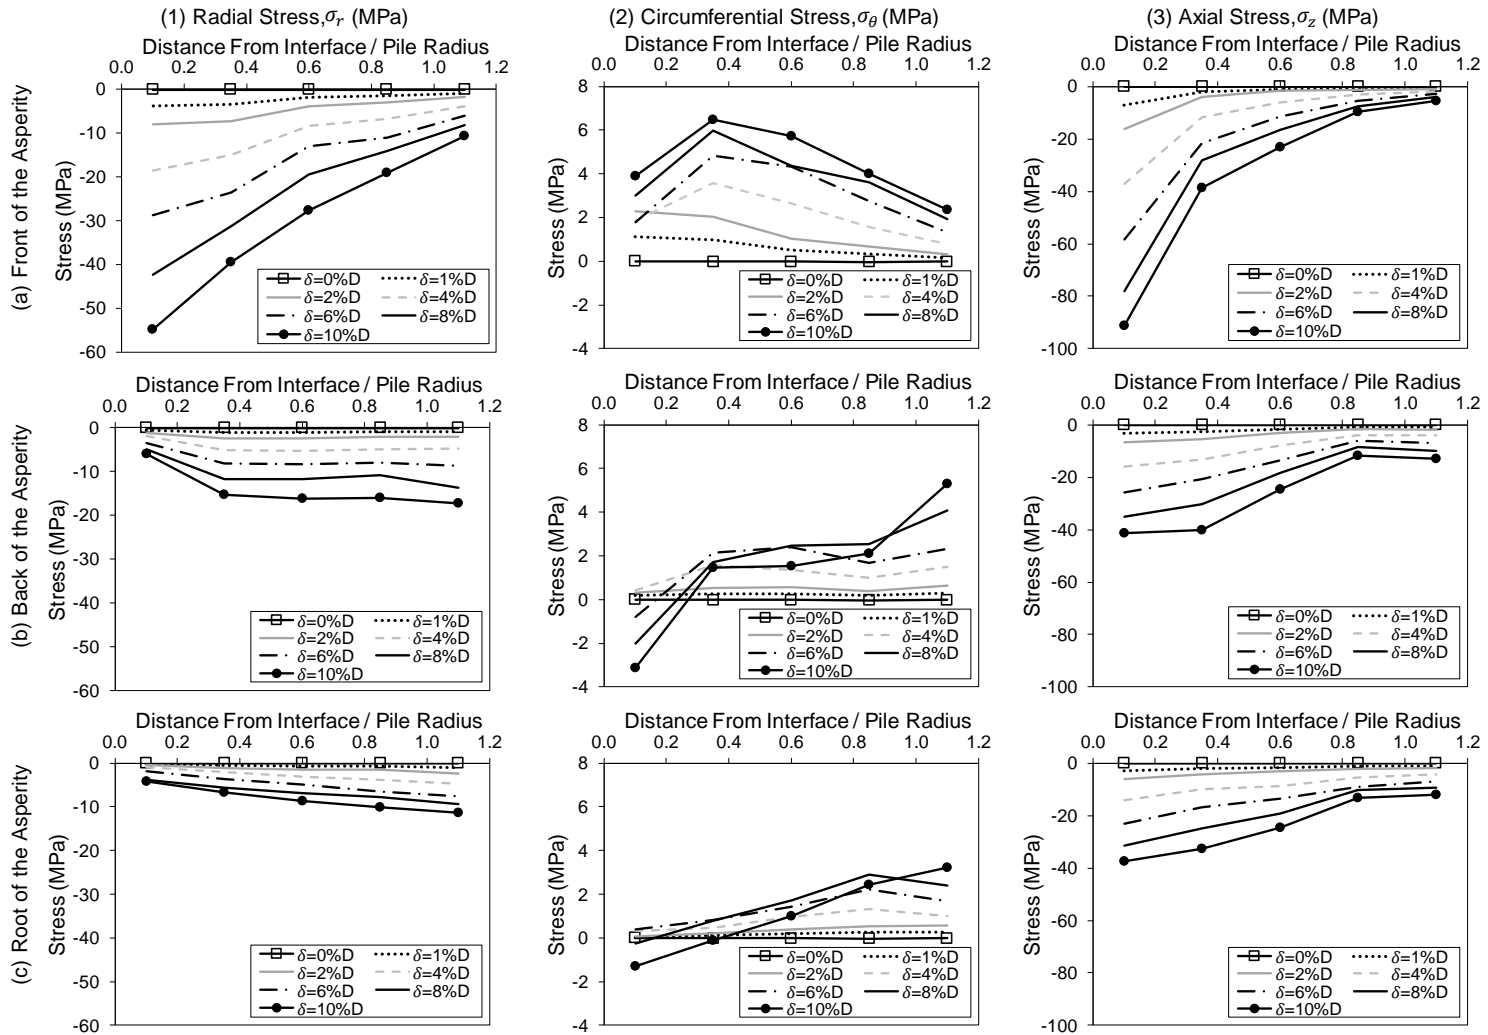 (1) Radial Stress,σr (MPa)
(2) Circumferential Stress,σθ (MPa)
(3) Axial Stress,σz (MPa)
(a) Front of the Asperity
Distance From Interface / Pile Radius
0.0 0.2 0.4 0.6 0.8 1.0 1.2
Stress (MPa)
0
-10
-20
-30
-40
-50
-60
δ=0%D δ=1%D
δ=2%D δ=4%D
δ=6%D δ=8%D
δ=10%D
Distance From Interface / Pile Radius
0.0 0.2 0.4 0.6 0.8 1.0 1.2
Stress (MPa)
8
6
4
2
0
-2
-4
δ=0%D δ=1%D
δ=2%D δ=4%D
δ=6%D δ=8%D
δ=10%D
Distance From Interface / Pile Radius
0.0 0.2 0.4 0.6 0.8 1.0 1.2
Stress (MPa)
0
-20
-40
-60
-80
-100
δ=0%D δ=1%D
δ=2%D δ=4%D
δ=6%D δ=8%D
δ=10%D
(b) Back of the Asperity
Distance From Interface / Pile Radius
0.0 0.2 0.4 0.6 0.8 1.0 1.2
Stress (MPa)
0
-10
-20
-30
-40
-50
-60
δ=0%D δ=1%D
δ=2%D δ=4%D
δ=6%D δ=8%D
δ=10%D
Distance From Interface / Pile Radius
0.0 0.2 0.4 0.6 0.8 1.0 1.2
Stress (MPa)
8
6
4
2
0
-2
-4
δ=0%D δ=1%D
δ=2%D δ=4%D
δ=6%D δ=8%D
δ=10%D
Distance From Interface / Pile Radius
0.0 0.2 0.4 0.6 0.8 1.0 1.2
Stress (MPa)
0
-20
-40
-60
-80
-100
δ=0%D δ=1%D
δ=2%D δ=4%D
δ=6%D δ=8%D
δ=10%D
(c) Root of the Asperity
Distance From Interface / Pile Radius
0.0 0.2 0.4 0.6 0.8 1.0 1.2
Stress (MPa)
0
-10
-20
-30
-40
-50
-60
δ=0%D δ=1%D
δ=2%D δ=4%D
δ=6%D δ=8%D
δ=10%D
Distance From Interface / Pile Radius
0.0 0.2 0.4 0.6 0.8 1.0 1.2
Stress (MPa)
8
6
4
2
0
-2
-4
δ=0%D δ=1%D
δ=2%D δ=4%D
δ=6%D δ=8%D
δ=10%D
Distance From Interface / Pile Radius
0.0 0.2 0.4 0.6 0.8 1.0 1.2
Stress (MPa)
0
-20
-40
-60
-80
-100
δ=0%D δ=1%D
δ=2%D δ=4%D
δ=6%D δ=8%D
δ=10%D